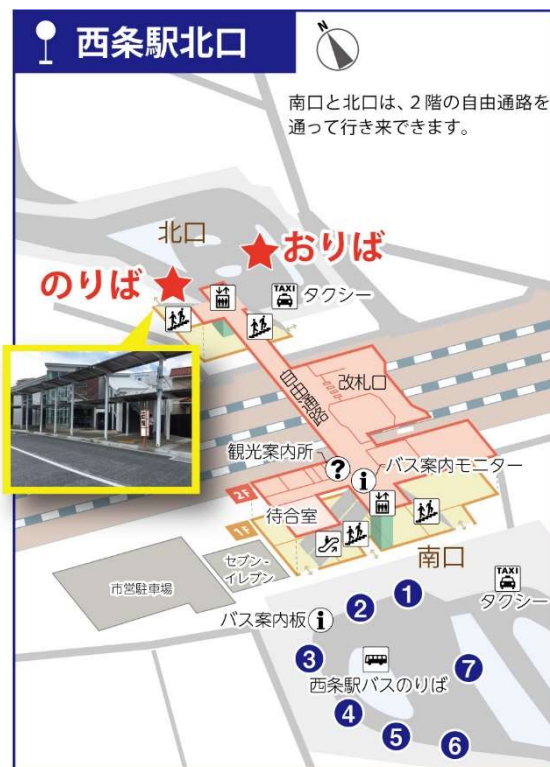 西条駅北口
N
南口と北口は、2階の自由通路を
通って行き来できます。
北口
おりば
のりば
TAXI
タクシー
自由通路
改札口
観光案内所
?
i
バス案内モニター
2F
待合室
1F
南口
セブン-
イレブン
市営駐車場
TAXI
タクシー
バス案内板
i
1
2
3
西条駅バスのりば
7
4
5
6